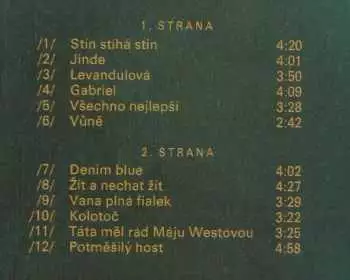 1. STRANA
/1/ Stín stíhá stín 4:20
/2/ Jinde 4:01
/3/ Levandulová 3:50
/4/ Gabriel 4:09
/5/ Všechno nejlepší 3:28
/6/ Vůně 2:42
2. STRANA
/7/ Denim blue 4:02
/8/ Žít a nechat žít 4:27
/9/ Vana plná fialek 3:29
/10/ Kolotoč 3:22
/11/ Táta měl rád Máju Westovou 3:25
/12/ Potměšilý host 4:58